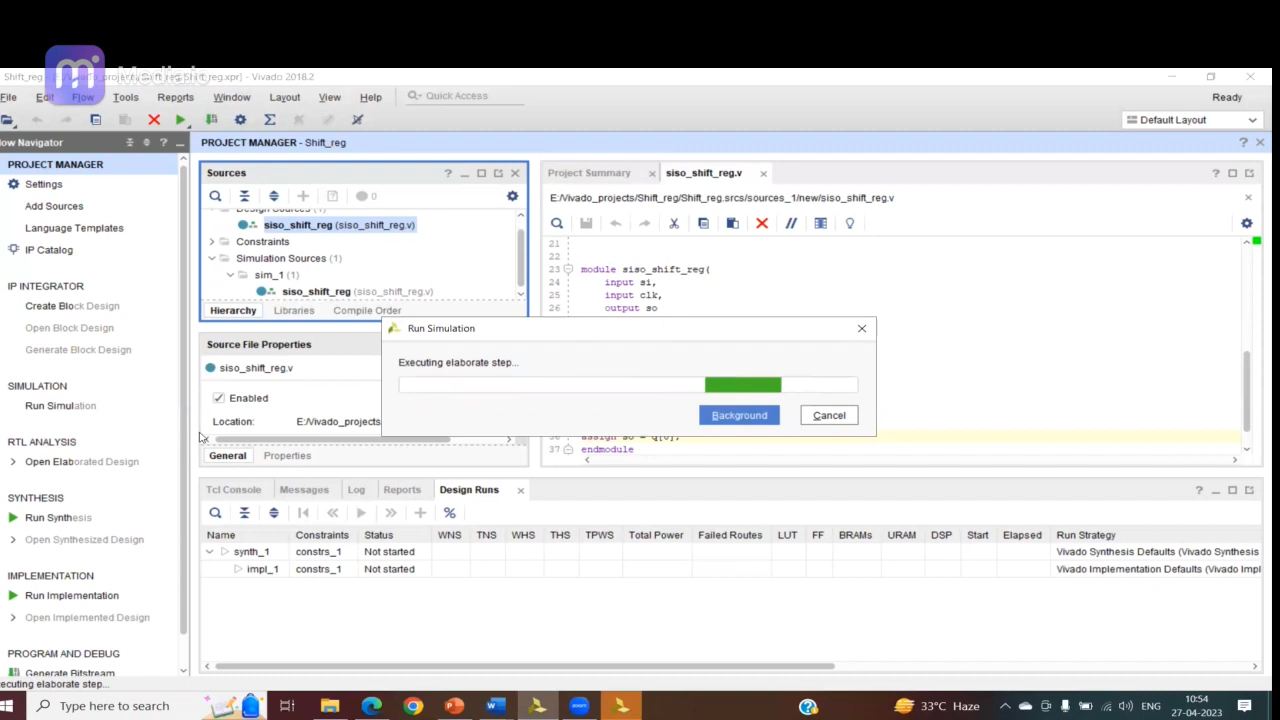 Shift_reg
Vivado 2018.2
File Edit Flow Tools Reports Window Layout View Help Quick Access Ready
Default Layout
Flow Navigator
PROJECT MANAGER - Shift_reg
PROJECT MANAGER
Settings
Add Sources
Language Templates
IP Catalog
IP INTEGRATOR
Create Block Design
Open Block Design
Generate Block Design
SIMULATION
Run Simulation
RTL ANALYSIS
Open Elaborated Design
SYNTHESIS
Run Synthesis
Open Synthesized Design
IMPLEMENTATION
Run Implementation
Open Implemented Design
PROGRAM AND DEBUG
Generate Bitstream
Sources
0
Design Sources (1)
siso_shift_reg (siso_shift_reg.v)
Constraints
Simulation Sources (1)
sim_1 (1)
siso_shift_reg (siso_shift_reg.v)
Hierarchy Libraries Compile Order
Source File Properties
siso_shift_reg.v
Enabled
Location: E:/Vivado_projects
General Properties
Project Summary siso_shift_reg.v
E:/Vivado_projects/Shift_reg/Shift_reg.srcs/sources_1/new/siso_shift_reg.v
21
22
23 module siso_shift_reg(
24 input si,
25 input clk,
26 output so
assign so = q[0];
37 endmodule
Run Simulation
Executing elaborate step...
Background Cancel
Tcl Console Messages Log Reports Design Runs
Name Constraints Status WNS TNS WHS THS TPWS Total Power Failed Routes LUT FF BRAMs URAM DSP Start Elapsed Run Strategy
synth_1 constrs_1 Not started Vivado Synthesis Defaults (Vivado Synthesis
impl_1 constrs_1 Not started Vivado Implementation Defaults (Vivado Impl
Executing elaborate step...
Type here to search
33°C Haze
ENG
10:54
27-04-2023